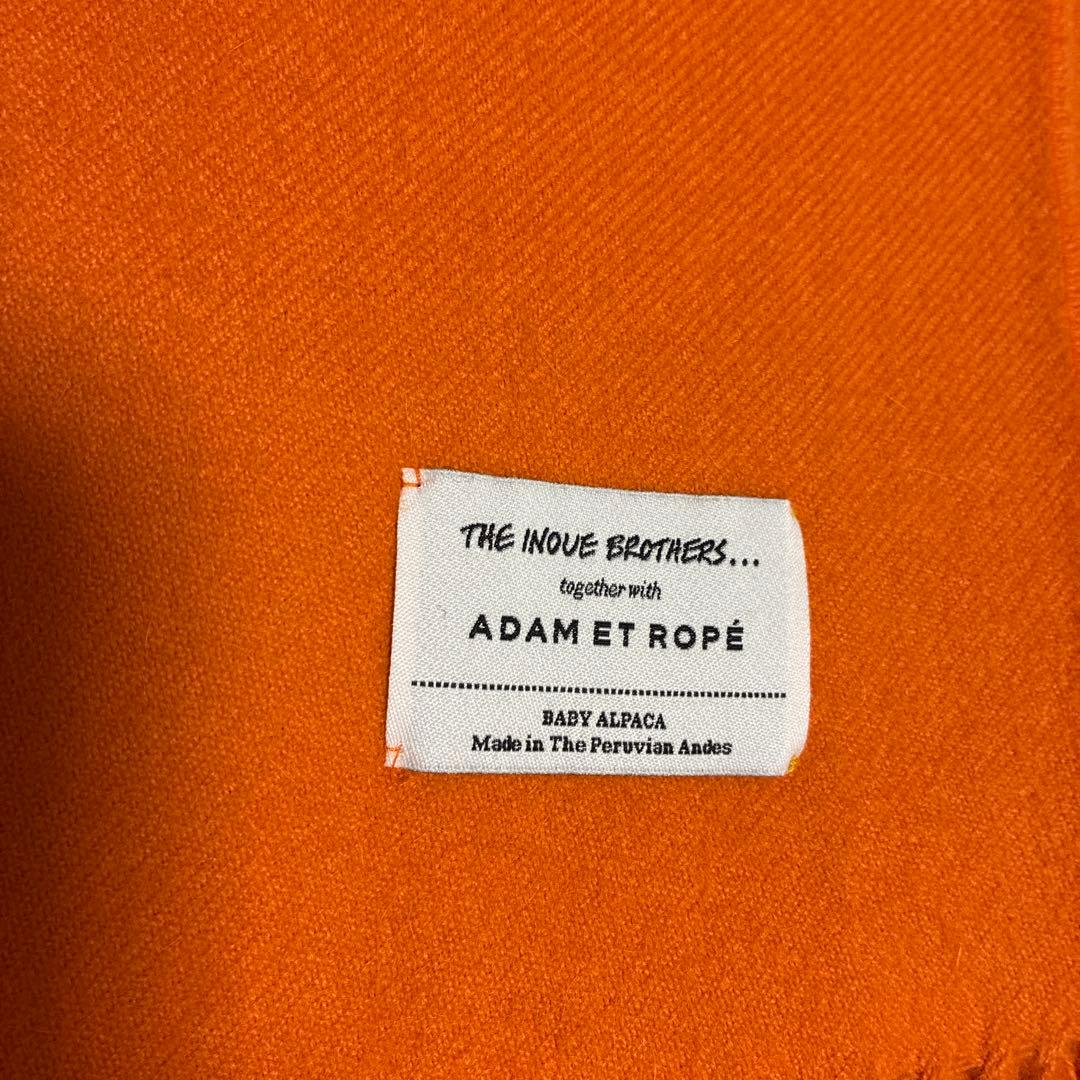 THE INOUE BROTHERS...
together with
ADAM ET ROPÉ
BABY ALPACA
Made in The Peruvian Andes